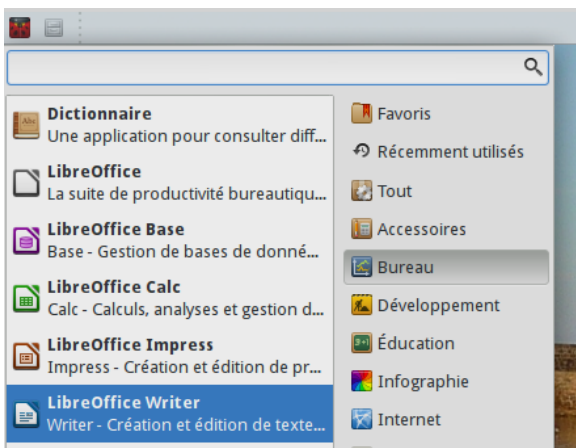 Dictionnaire
Une application pour consulter diff...
LibreOffice
La suite de productivité bureautiqu...
LibreOffice Base
Base - Gestion de bases de donné...
LibreOffice Calc
Calc - Calculs, analyses et gestion d...
LibreOffice Impress
Impress - Création et édition de pr...
LibreOffice Writer
Writer - Création et édition de texte...
Favoris
Récemment utilisés
Tout
Accessoires
Bureau
Développement
Éducation
Infographie
Internet